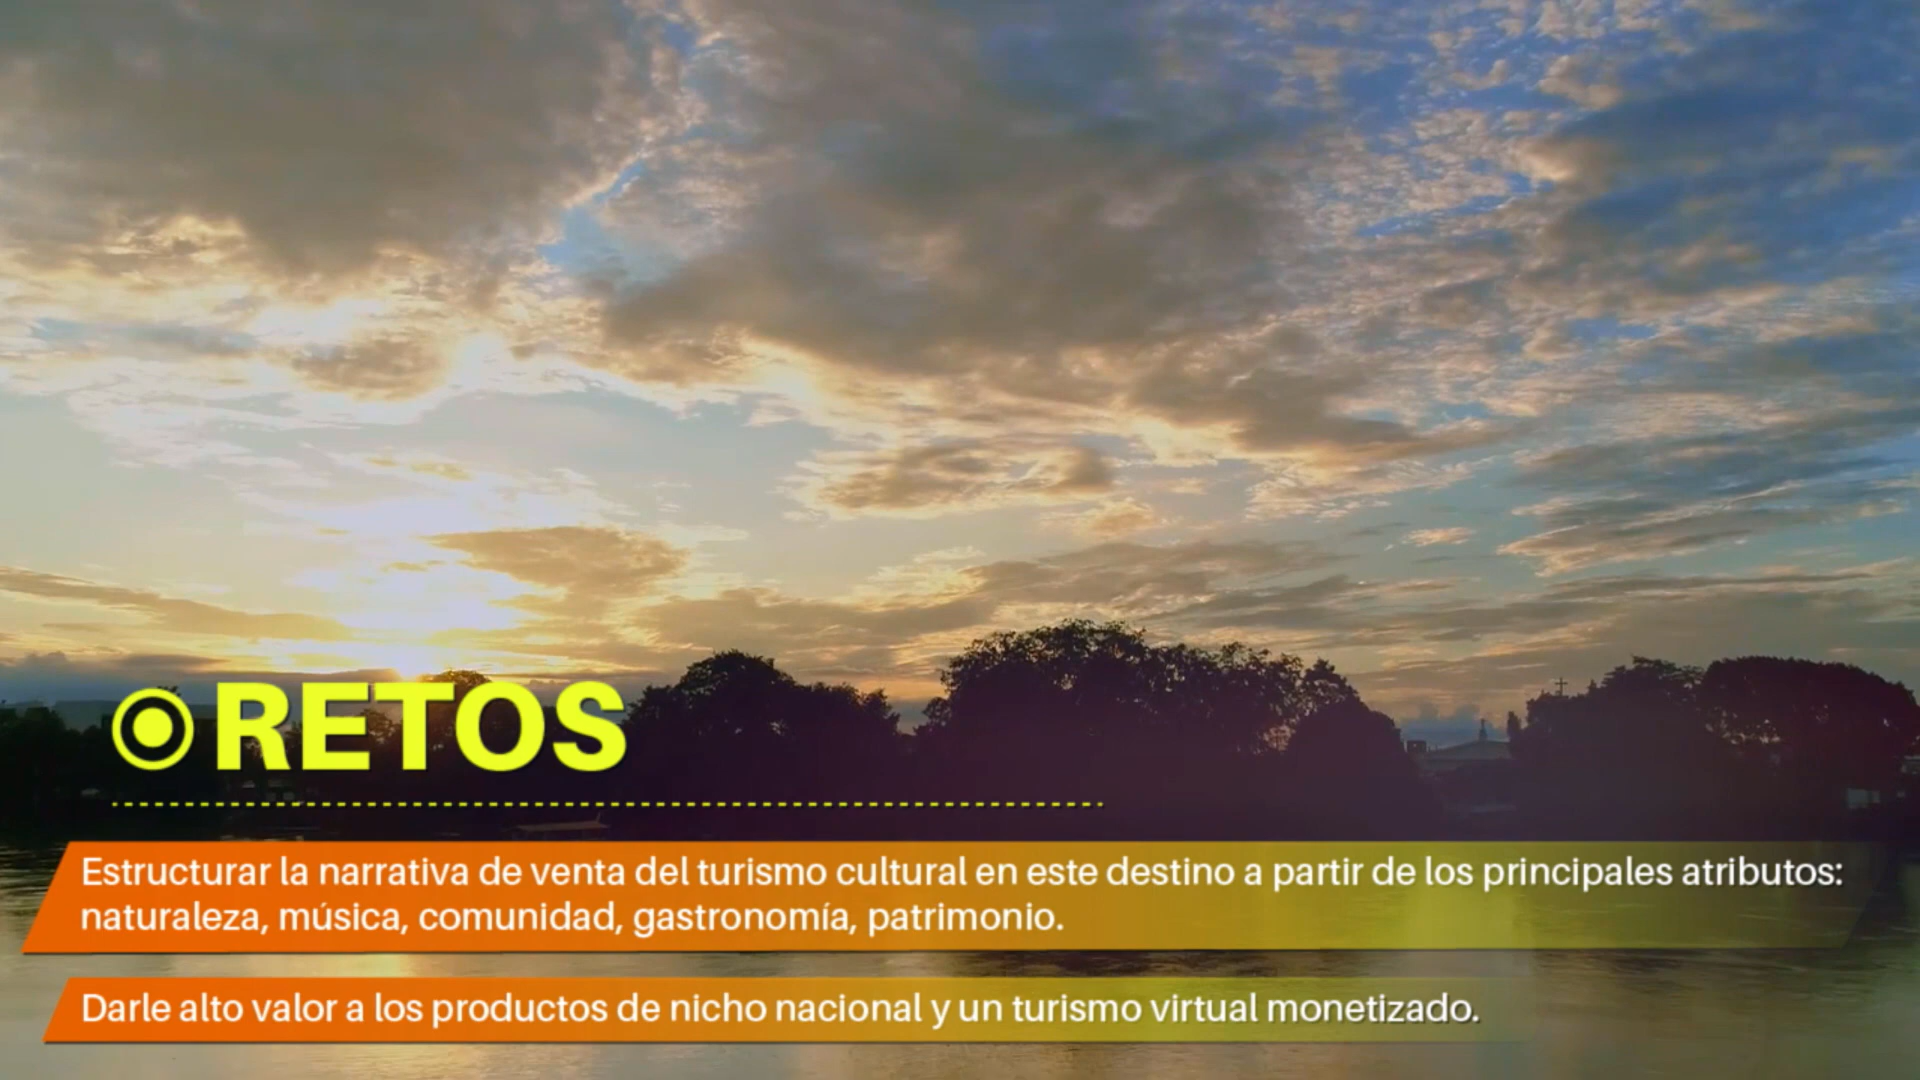 RETOS
Estructurar la narrativa de venta del turismo cultural en este destino a partir de los principales atributos:
naturaleza, música, comunidad, gastronomía, patrimonio.
Darle alto valor a los productos de nicho nacional y un turismo virtual monetizado.